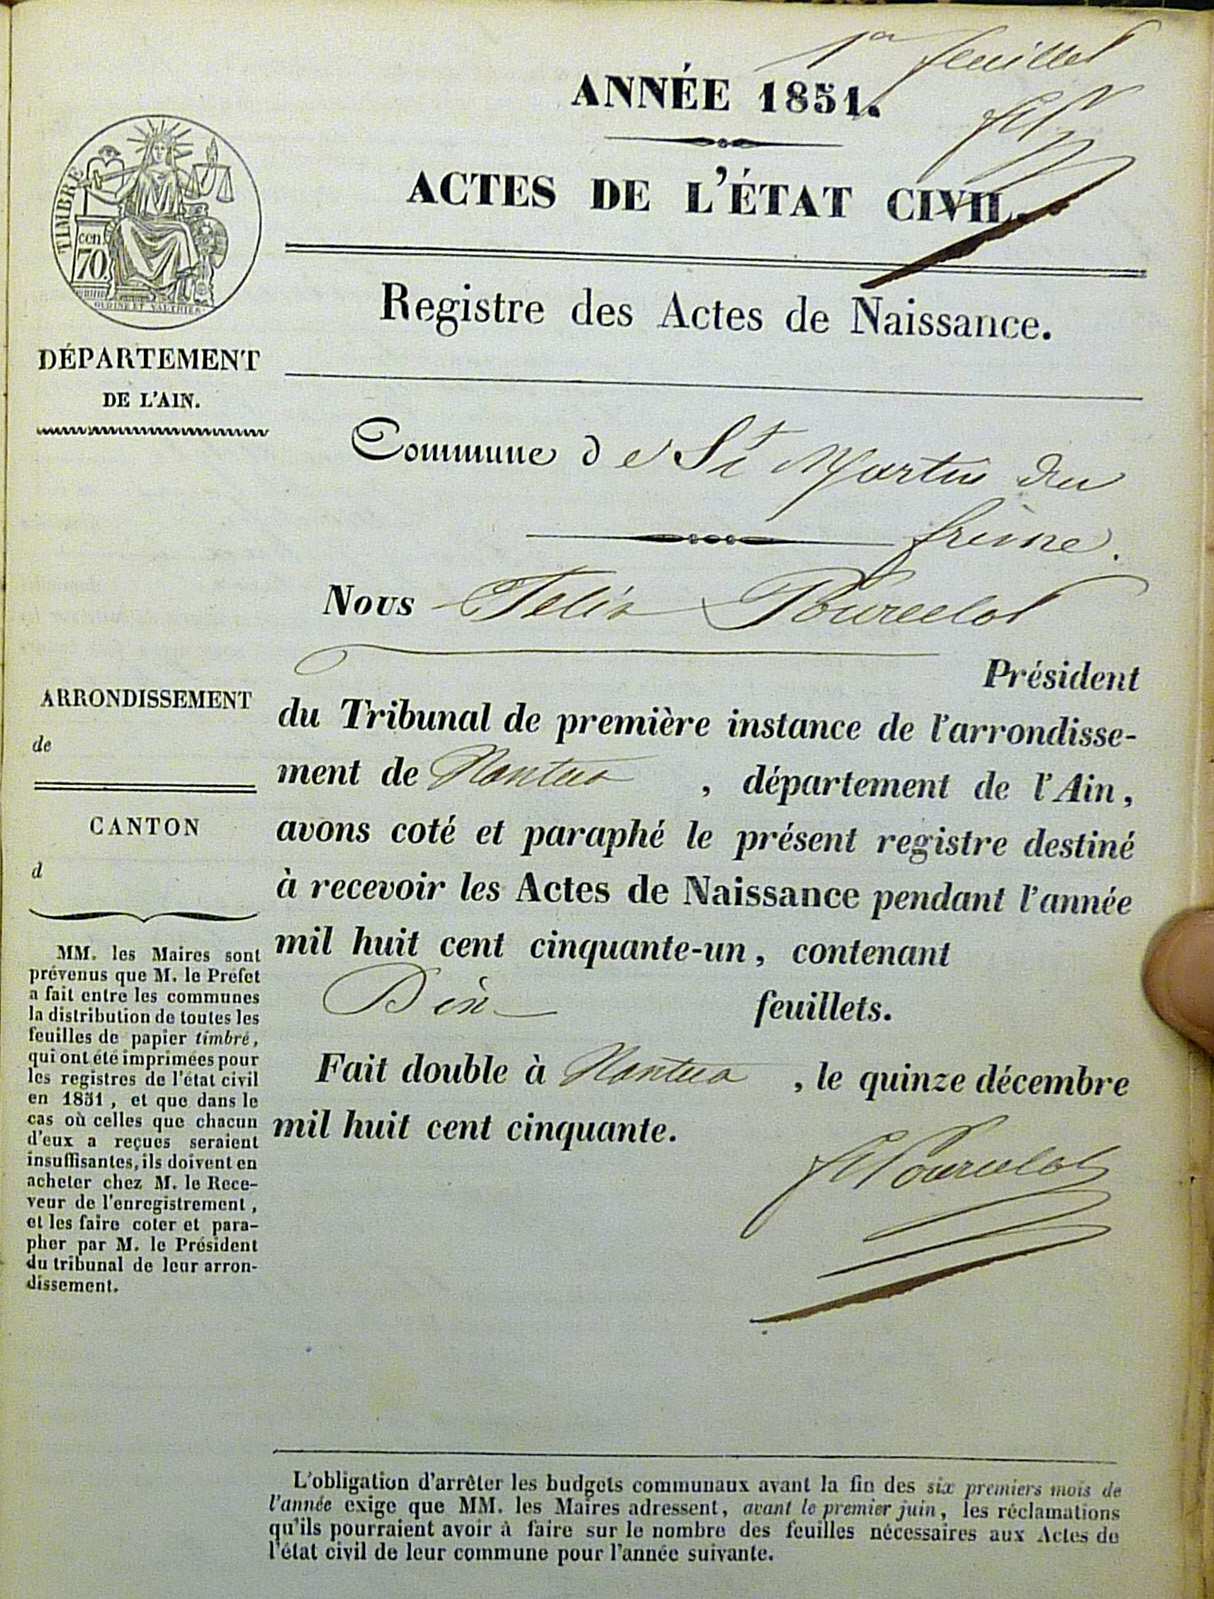 1er feuillet
ANNÉE 1851.
ACTES DE L'ÉTAT CIVIL.
TIMBRE
cen.
70
Registre des Actes de Naissance.
DÉPARTEMENT
DE L'AIN.
Commune de St Martin du
frêne.
Nous Félix Pourcelot
Président
du Tribunal de première instance de l'arrondisse-
ment de Nantua, département de l'Ain,
avons coté et paraphé le présent registre destiné
à recevoir les Actes de Naissance pendant l'année
mil huit cent cinquante-un, contenant
Dix feuillets.
Fait double à Nantua, le quinze décembre
mil huit cent cinquante.
Pourcelot
ARRONDISSEMENT
de
CANTON
d
MM. les Maires sont
prévenus que M. le Préfet
a fait entre les communes
la distribution de toutes les
feuilles de papier timbré,
qui ont été imprimées pour
les registres de l'état civil
en 1851, et que dans le
cas où celles que chacun
d'eux a reçues seraient
insuffisantes, ils doivent en
acheter chez M. le Rece-
veur de l'enregistrement,
et les faire coter et para-
pher par M. le Président
du tribunal de leur arron-
dissement.
L'obligation d'arrêter les budgets communaux avant la fin des six premiers mois de
l'année exige que MM. les Maires adressent, avant le premier juin, les réclamations
qu'ils pourraient avoir à faire sur le nombre des feuilles nécessaires aux Actes de
l'état civil de leur commune pour l'année suivante.